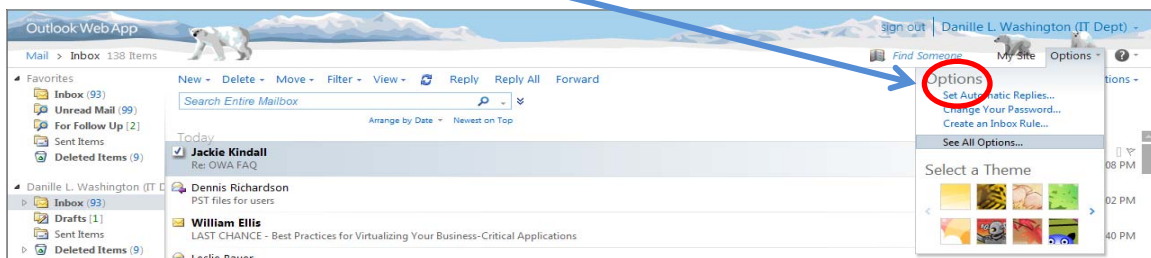 Outlook Web App
sign out | Danille L. Washington (IT Dept)
Mail > Inbox 138 Items
Find Someone My Site Options
Favorites
Inbox (93)
Unread Mail (99)
For Follow Up [2]
Sent Items
Deleted Items (9)
Danille L. Washington (IT D
Inbox (93)
Drafts [1]
Sent Items
Deleted Items (9)
New Delete Move Filter View Reply Reply All Forward
Search Entire Mailbox
Arrange by Date Newest on Top
Today
Jackie Kindall
Re: OWA FAQ
08 PM
Dennis Richardson
PST files for users
02 PM
William Ellis
LAST CHANCE - Best Practices for Virtualizing Your Business-Critical Applications
40 PM
Options
tions
Set Automatic Replies...
Change Your Password...
Create an Inbox Rule...
See All Options...
Select a Theme